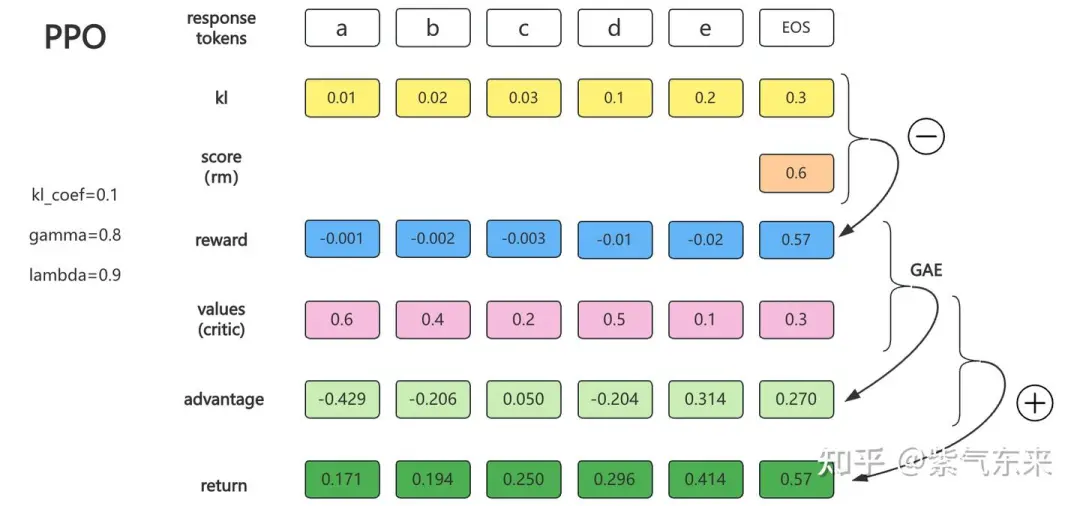 PPO
response
tokens
a b c d e EOS
kl
0.01 0.02 0.03 0.1 0.2 0.3
score
(rm)
0.6
kl_coef=0.1
gamma=0.8
lambda=0.9
reward
-0.001 -0.002 -0.003 -0.01 -0.02 0.57
GAE
values
(critic)
0.6 0.4 0.2 0.5 0.1 0.3
advantage
-0.429 -0.206 0.050 -0.204 0.314 0.270
return
0.171 0.194 0.250 0.296 0.414 0.57
知乎 @紫气东来